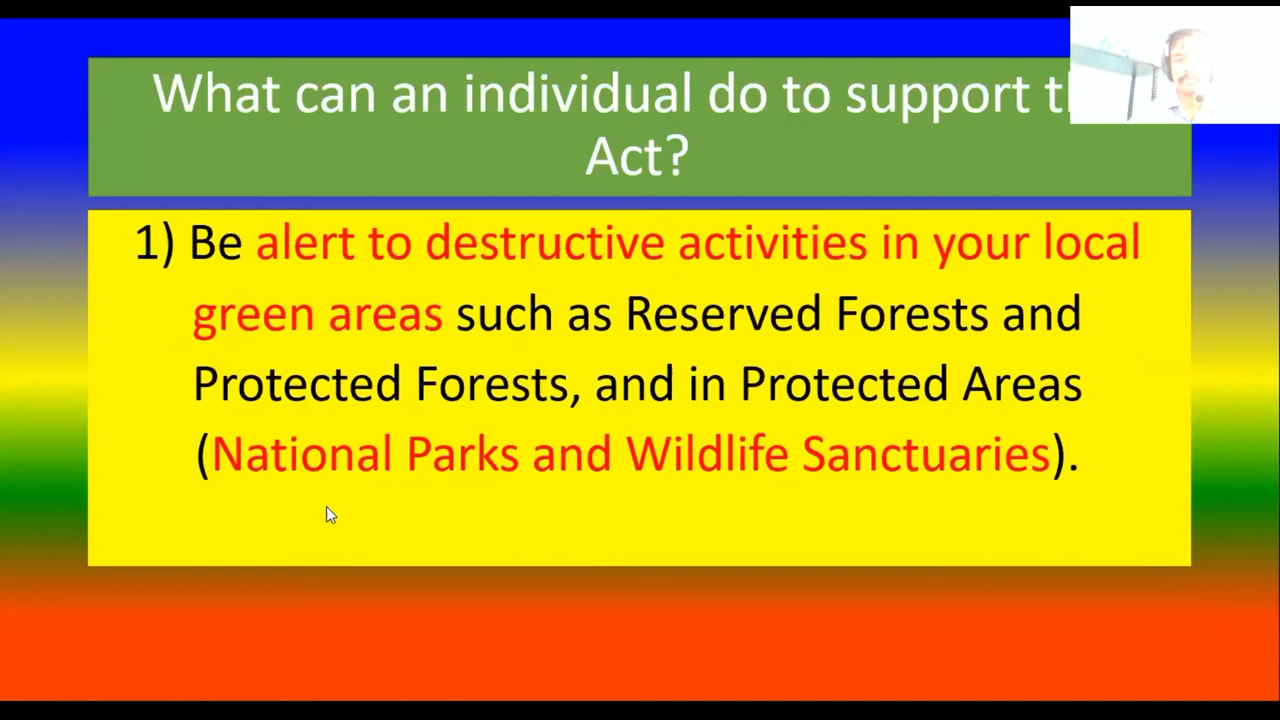 What can an individual do to support
Act?
1) Be alert to destructive activities in your local
green areas such as Reserved Forests and
Protected Forests, and in Protected Areas
(National Parks and Wildlife Sanctuaries).